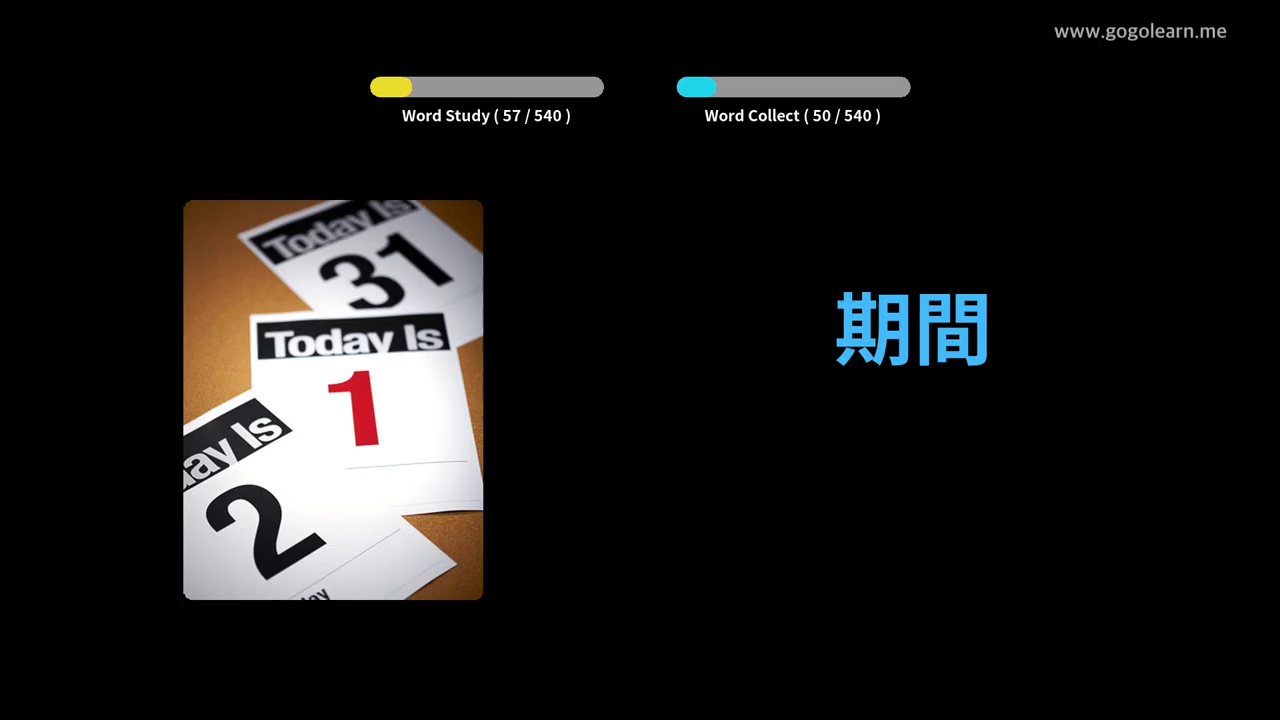 www.gogolearn.me
Word Study ( 57 / 540 )
Word Collect ( 50 / 540 )
Today Is
31
Today Is
1
ay Is
2
期間